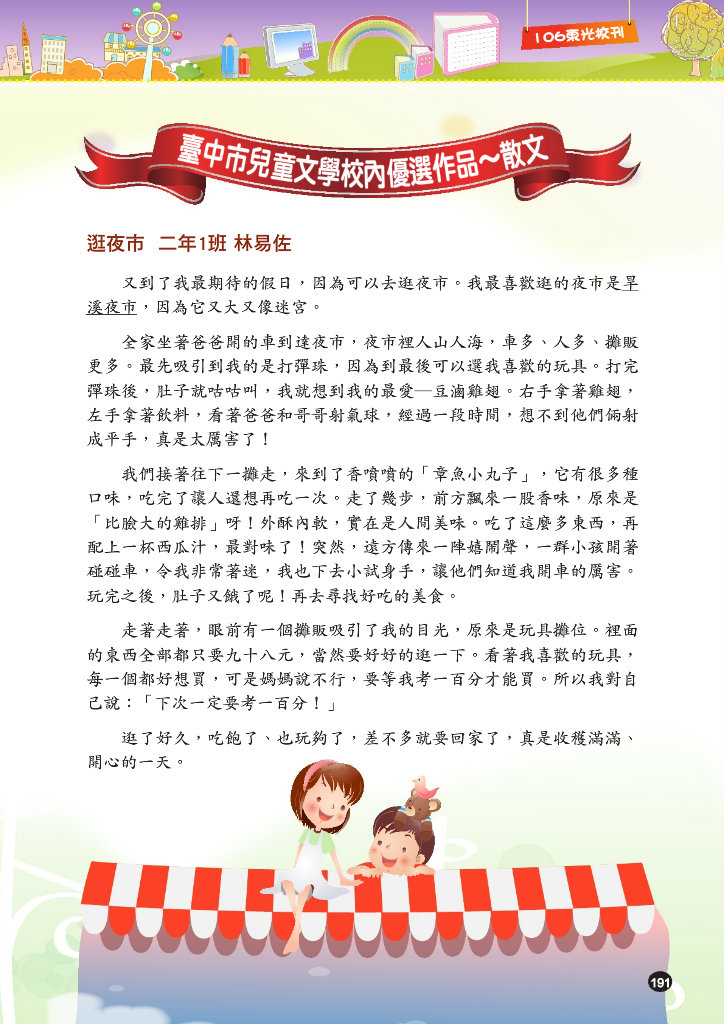 106東光校刊
臺中市兒童文學校內優選作品～散文
逛夜市 二年1班 林易佐
又到了我最期待的假日，因為可以去逛夜市。我最喜歡逛的夜市是旱
溪夜市，因為它又大又像迷宮。
全家坐著爸爸開的車到達夜市，夜市裡人山人海，車多、人多、攤販
更多。最先吸引到我的是打彈珠，因為到最後可以選我喜歡的玩具。打完
彈珠後，肚子就咕咕叫，我就想到我的最愛─豆滷雞翅。右手拿著雞翅，
左手拿著飲料，看著爸爸和哥哥射氣球，經過一段時間，想不到他們倆射
成平手，真是太厲害了！
我們接著往下一攤走，來到了香噴噴的「章魚小丸子」，它有很多種
口味，吃完了讓人還想再吃一次。走了幾步，前方飄來一股香味，原來是
「比臉大的雞排」呀！外酥內軟，實在是人間美味。吃了這麼多東西，再
配上一杯西瓜汁，最對味了！突然，遠方傳來一陣嬉鬧聲，一群小孩開著
碰碰車，令我非常著迷，我也下去小試身手，讓他們知道我開車的厲害。
玩完之後，肚子又餓了呢！再去尋找好吃的美食。
走著走著，眼前有一個攤販吸引了我的目光，原來是玩具攤位。裡面
的東西全部都只要九十八元，當然要好好的逛一下。看著我喜歡的玩具，
每一個都好想買，可是媽媽說不行，要等我考一百分才能買。所以我對自
己說：「下次一定要考一百分！」
逛了好久，吃飽了、也玩夠了，差不多就要回家了，真是收穫滿滿、
開心的一天。
191